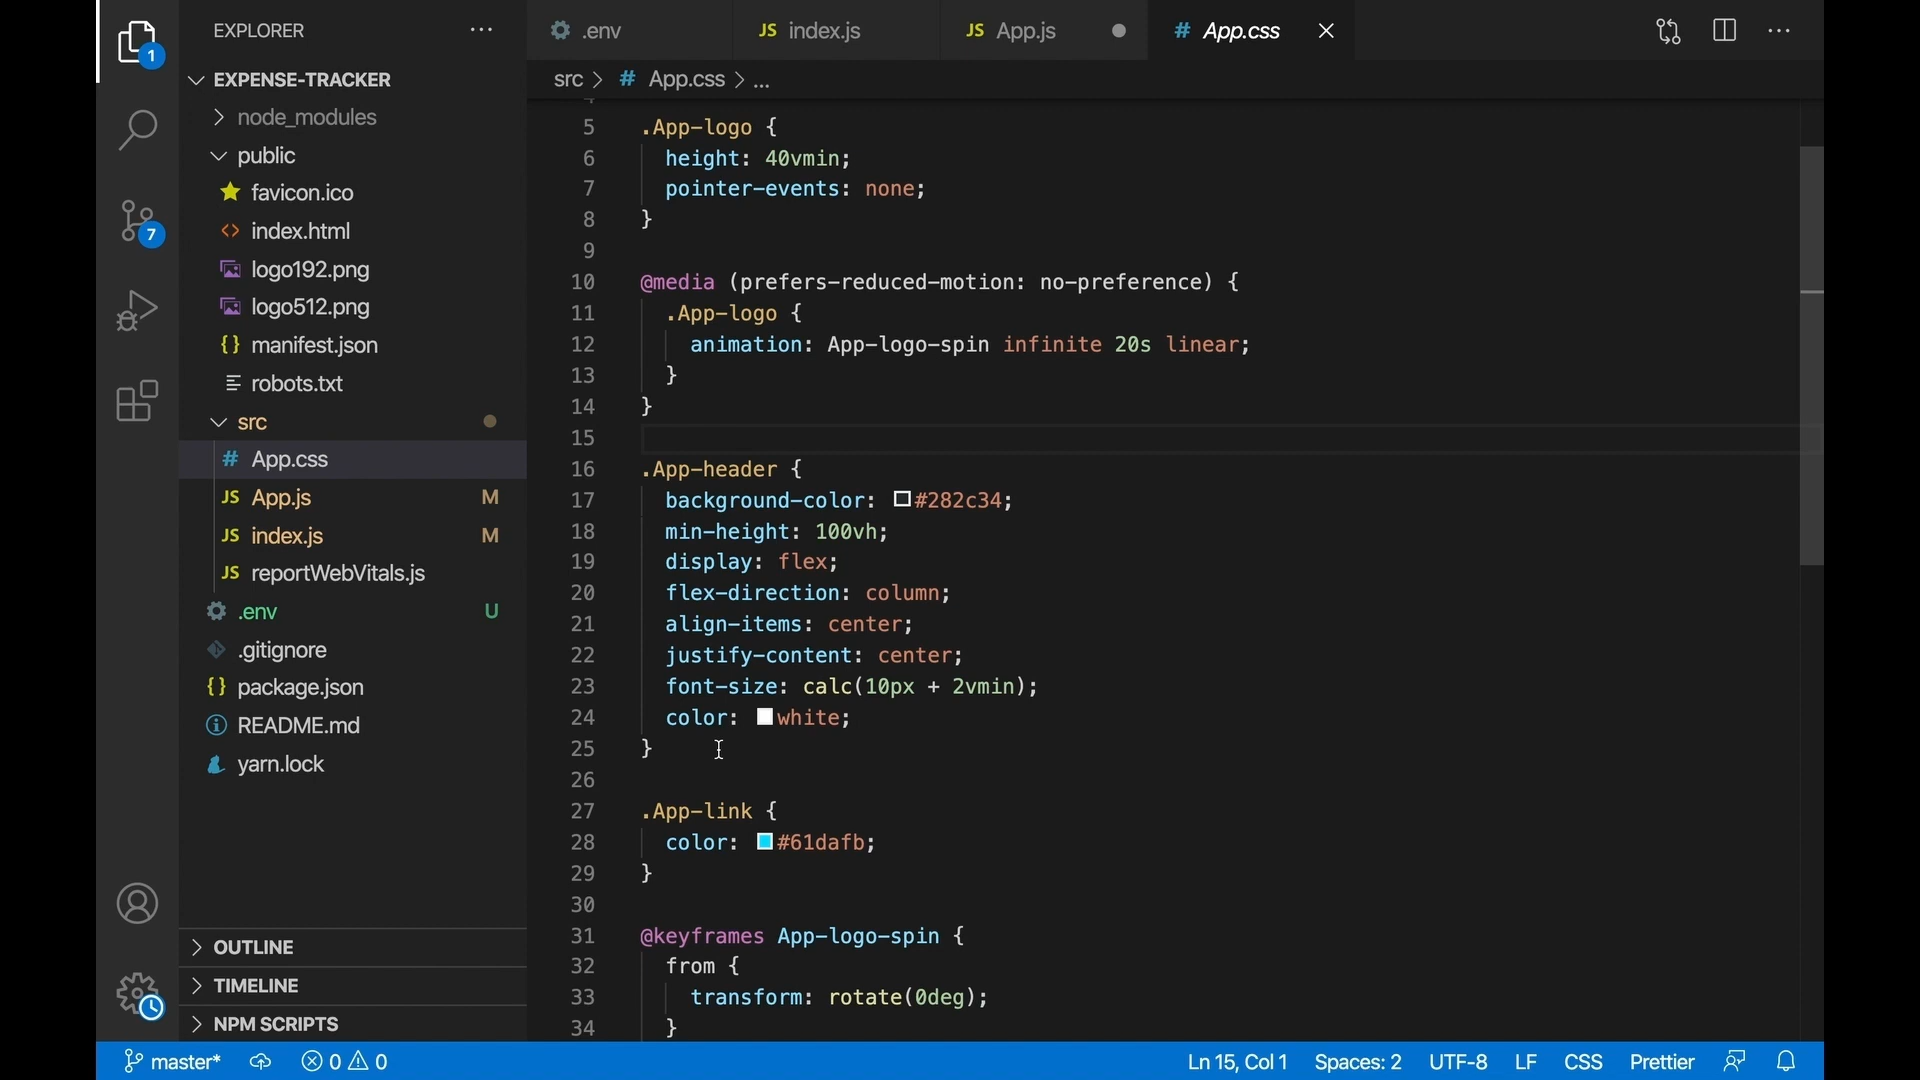 EXPLORER
EXPENSE-TRACKER
node_modules
public
favicon.ico
index.html
logo192.png
logo512.png
manifest.json
robots.txt
src
App.css
JS App.js M
JS index.js M
JS reportWebVitals.js
.env U
.gitignore
package.json
README.md
yarn.lock
OUTLINE
TIMELINE
NPM SCRIPTS
1
7
.env
JS index.js
JS App.js
# App.css
src > # App.css > ...
5 .App-logo {
6 height: 40vmin;
7 pointer-events: none;
8 }
9
10 @media (prefers-reduced-motion: no-preference) {
11 .App-logo {
12 animation: App-logo-spin infinite 20s linear;
13 }
14 }
15
16 .App-header {
17 background-color: #282c34;
18 min-height: 100vh;
19 display: flex;
20 flex-direction: column;
21 align-items: center;
22 justify-content: center;
23 font-size: calc(10px + 2vmin);
24 color: white;
25 }
26
27 .App-link {
28 color: #61dafb;
29 }
30
31 @keyframes App-logo-spin {
32 from {
33 transform: rotate(0deg);
34 }
master* 0 0 Ln 15, Col 1 Spaces: 2 UTF-8 LF CSS Prettier